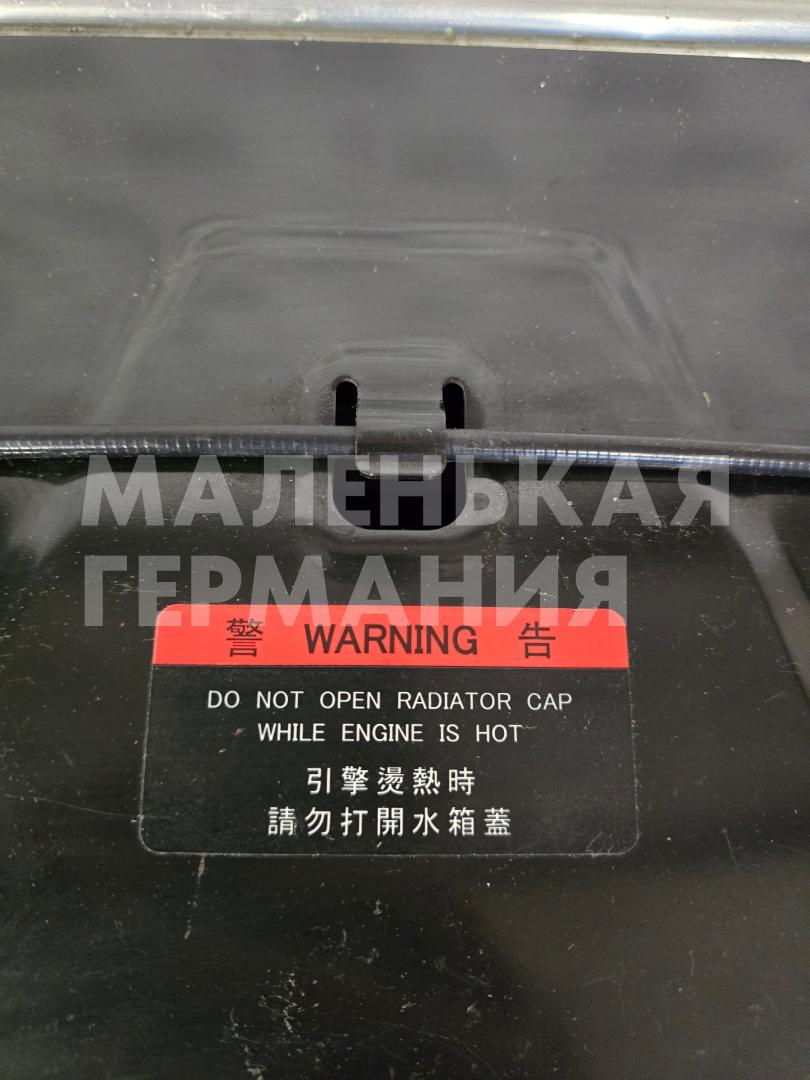 МАЛЕНЬКАЯ
ГЕРМАНИЯ
警 WARNING 告
DO NOT OPEN RADIATOR CAP
WHILE ENGINE IS HOT
引擎燙熱時
請勿打開水箱蓋